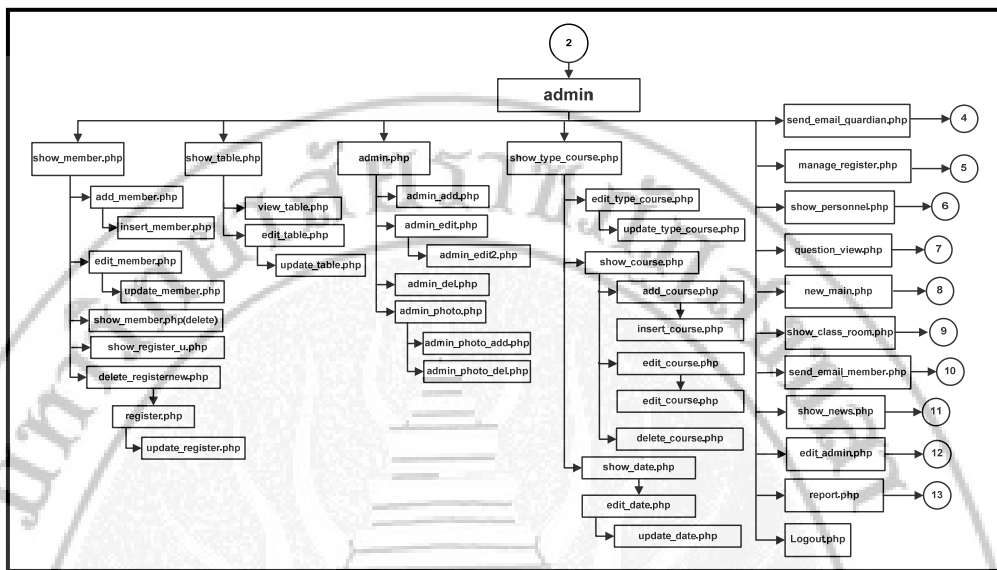 2
admin
show_member.php
add_member.php
insert_member.php
edit_member.php
update_member.php
show_member.php(delete)
show_register_u.php
delete_registernew.php
register.php
update_register.php
show_table.php
view_table.php
edit_table.php
update_table.php
admin.php
admin_add.php
admin_edit.php
admin_edit2.php
admin_del.php
admin_photo.php
admin_photo_add.php
admin_photo_del.php
show_type_course.php
edit_type_course.php
update_type_course.php
show_course.php
add_course.php
insert_course.php
edit_course.php
edit_course.php
delete_course.php
show_date.php
edit_date.php
update_date.php
send_email_quardian.php 4
manage_register.php 5
show_personnel.php 6
question_view.php 7
new_main.php 8
show_class_room.php 9
send_email_member.php 10
show_news.php 11
edit_admin.php 12
report.php 13
Logout.php